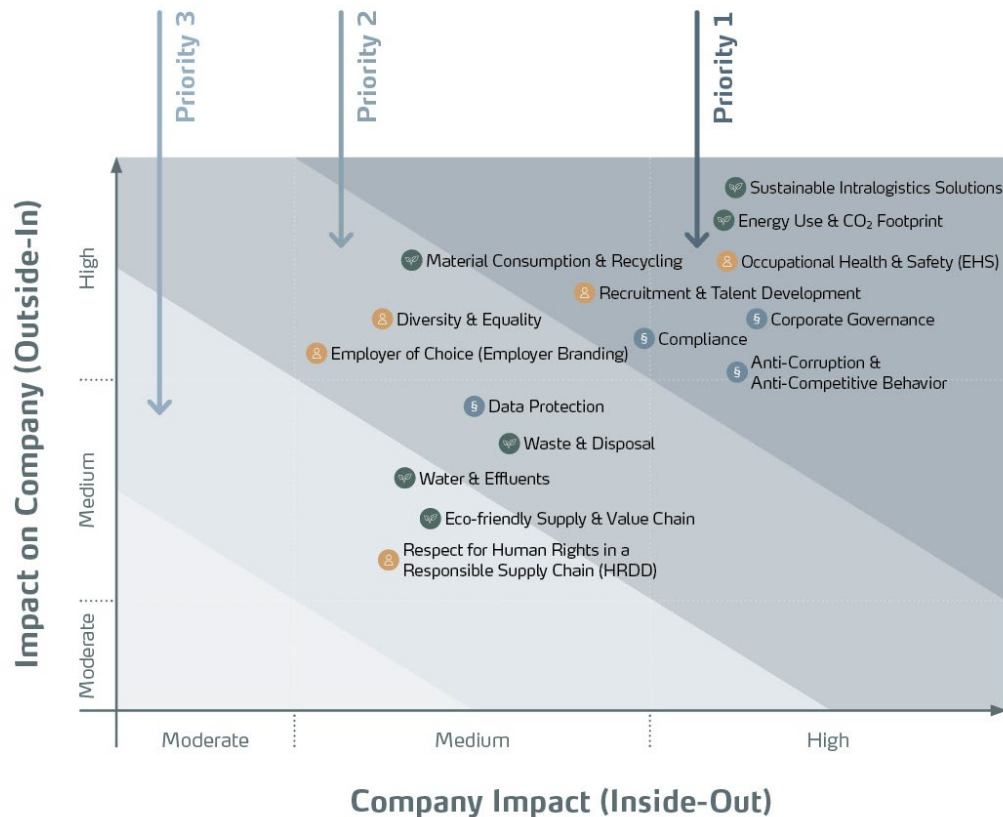 Priority 3
Priority 2
Priority 1
Impact on Company (Outside-In)
High
Medium
Moderate
Sustainable Intralogistics Solutions
Energy Use & CO₂ Footprint
Material Consumption & Recycling
Occupational Health & Safety (EHS)
Recruitment & Talent Development
Diversity & Equality
§ Corporate Governance
§ Compliance
Employer of Choice (Employer Branding)
§ Anti-Corruption &
Anti-Competitive Behavior
§ Data Protection
Waste & Disposal
Water & Effluents
Eco-friendly Supply & Value Chain
Respect for Human Rights in a
Responsible Supply Chain (HRDD)
Moderate
Medium
High
Company Impact (Inside-Out)